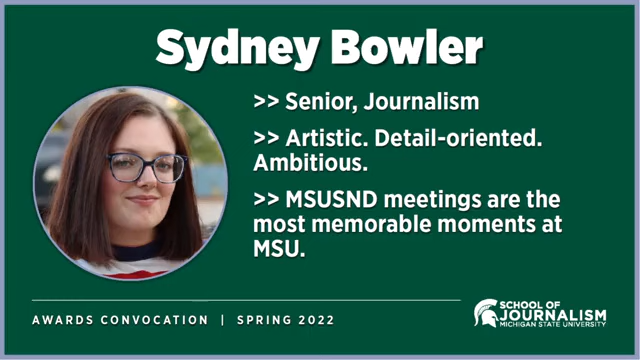 Sydney Bowler
>> Senior, Journalism
>> Artistic. Detail-oriented.
Ambitious.
>> MSUSND meetings are the
most memorable moments at
MSU.
AWARDS CONVOCATION | SPRING 2022
SCHOOL OF
JOURNALISM
MICHIGAN STATE UNIVERSITY